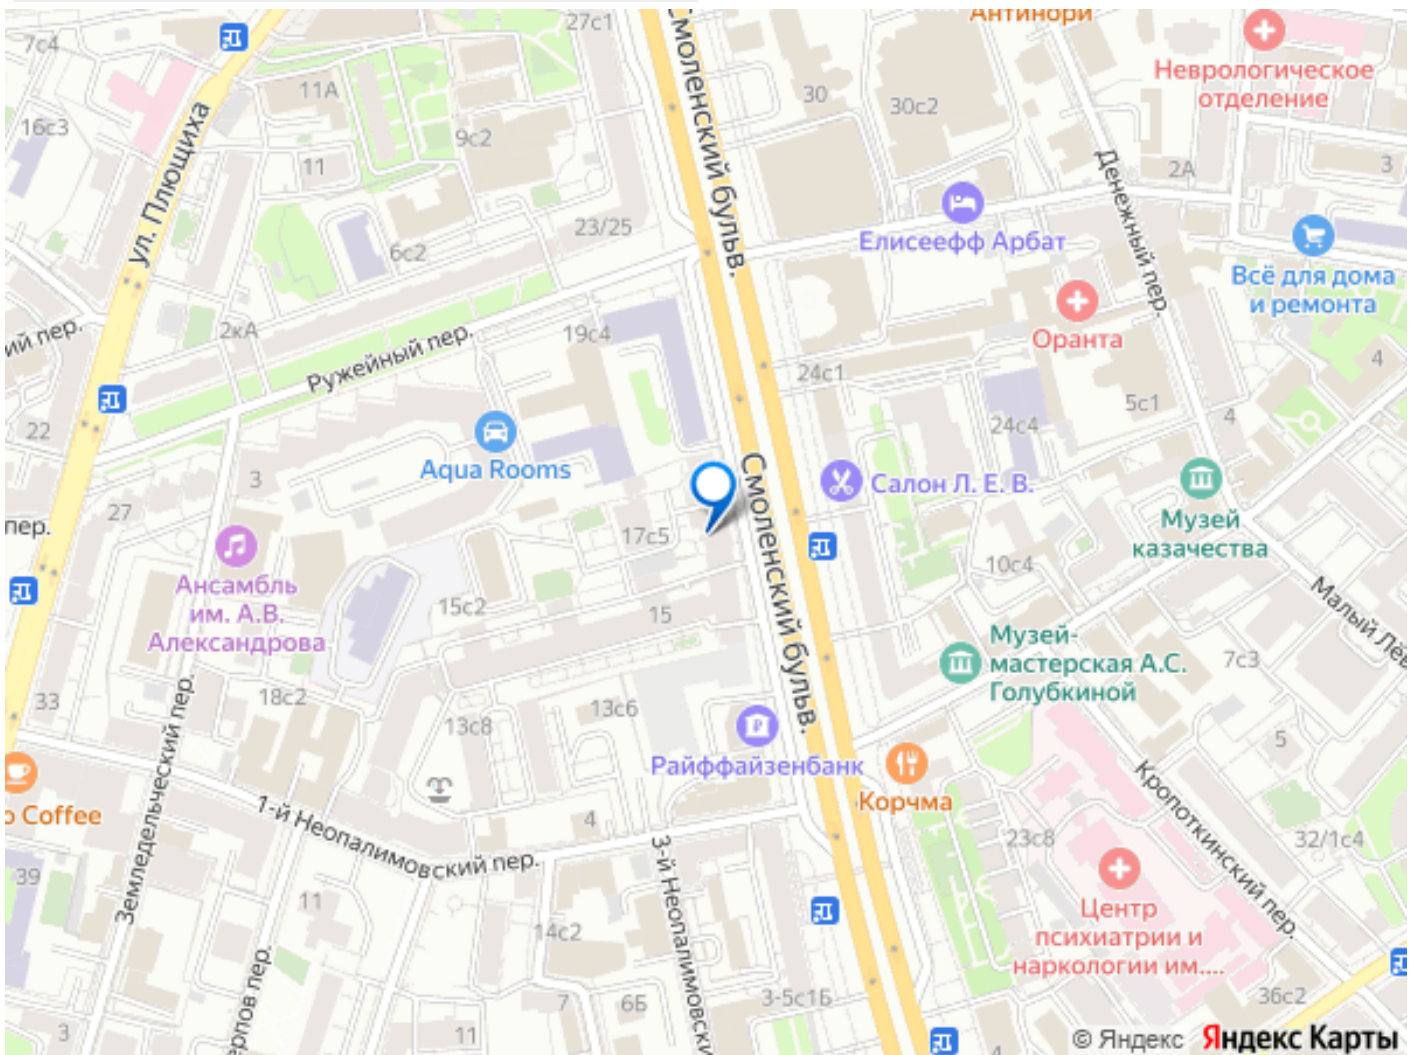 27с1
Антинори
7с4
Неврологическое
отделение
11А
30
30с2
16с3
9с2
ул. Плющиха
Смоленский бульв.
11
Денежный пер.
2А
3
23/25
Елисеефф Арбат
6с2
Всё для дома
и ремонта
2кА
19с4
Ружейный пер.
Оранта
ий пер.
24с1
4
5с1
4
22
24с4
Aqua Rooms
3
Салон Л. Е. В.
27
пер.
17с5
Смоленский бульв.
Музей
казачества
10с4
Ансамбль
им. А.В.
Александрова
15с2
15
Малый Лёв
Музей-
мастерская А.С.
Голубкиной
7с3
33
18с2
13с8
13с6
5
Земледельческий пер.
Райффайзенбанк
Корчма
o Coffee
1-й Неопалимовский пер.
4
23с8
Кропоткинский пер.
32/1с4
39
3-й Неопалимовски
11
14с2
Центр
психиатрии и
наркологии им....
7
6Б
3-5с1Б
36с2
3
ерпов пер.
11
4
© Яндекс
Яндекс Карты